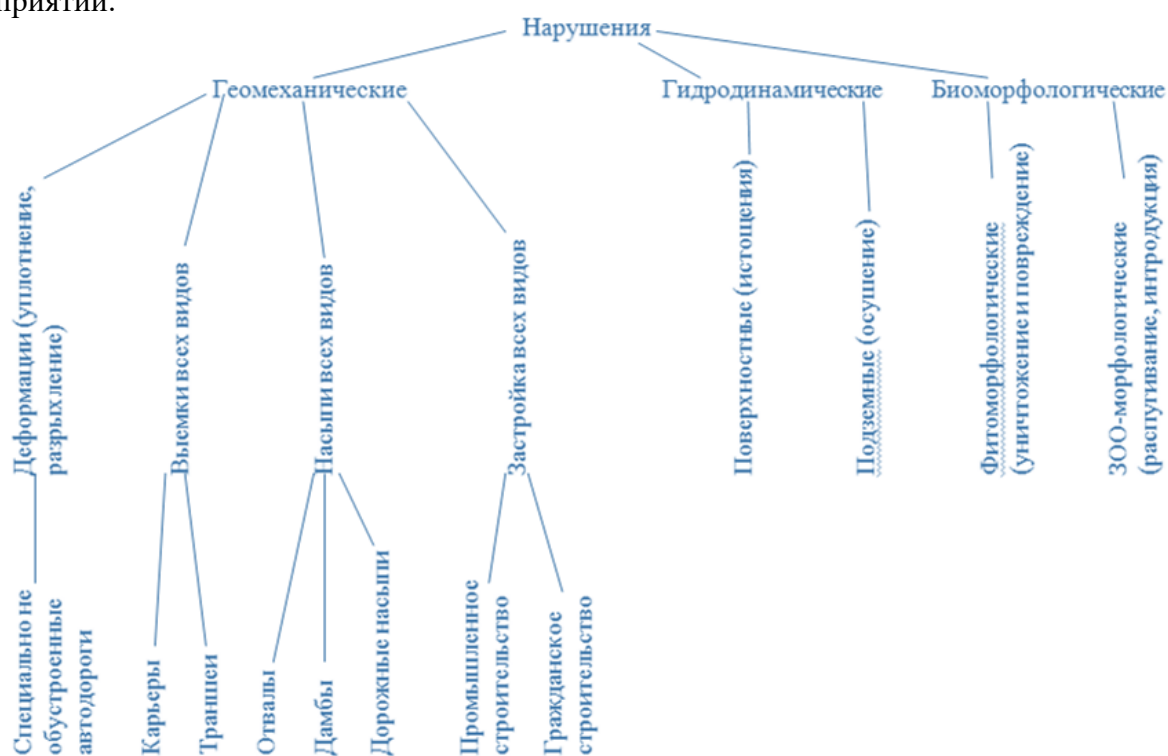 приятий.
Нарушения
Геомеханические
Гидродинамические
Биоморфологические
Деформации (уплотнение,
разрыхление)
Выемки всех видов
Насыпи всех видов
Застройка всех видов
Поверхностные (истощения)
Подземные (осушение)
Фитоморфологические
(уничтожение и повреждение)
ЗОО-морфологические
(распугивание, интродукция)
Специально не
обустроенные
автодороги
Карьеры
Траншеи
Отвалы
Дамбы
Дорожные насыпи
Промышленное
строительство
Гражданское
строительство